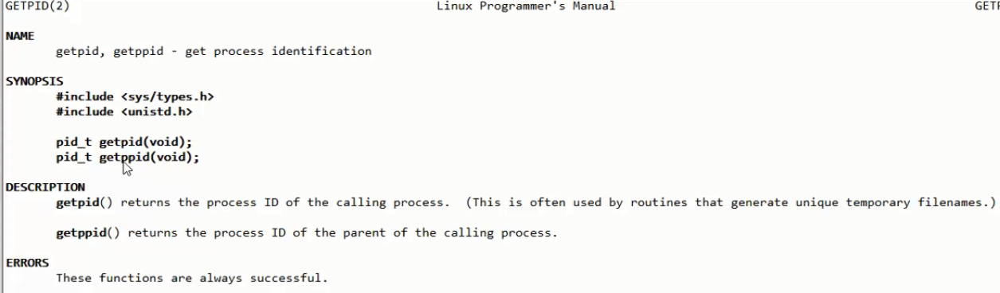 GETPID(2) Linux Programmer's Manual
NAME
getpid, getppid - get process identification
SYNOPSIS
#include <sys/types.h>
#include <unistd.h>
pid_t getpid(void);
pid_t getppid(void);
DESCRIPTION
getpid() returns the process ID of the calling process. (This is often used by routines that generate unique temporary filenames.)
getppid() returns the process ID of the parent of the calling process.
ERRORS
These functions are always successful.